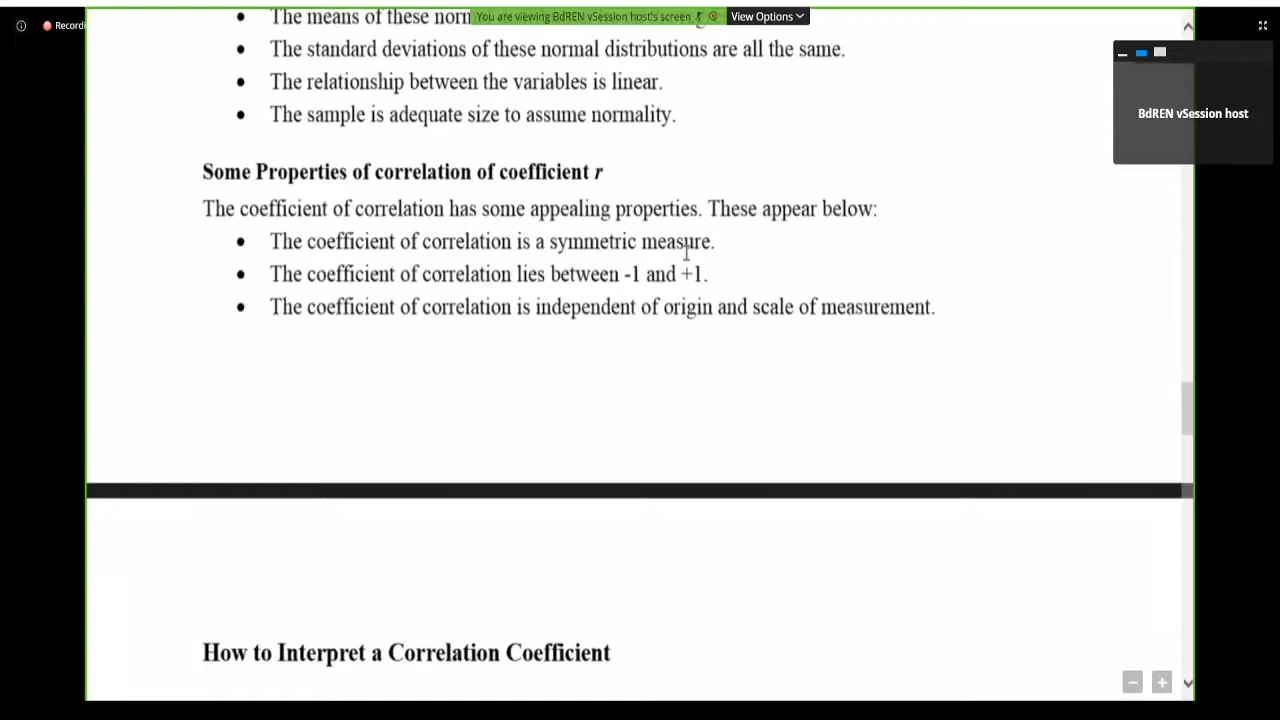 Recordi
You are viewing BdREN vSession host's screen
View Options
• The means of these norm
• The standard deviations of these normal distributions are all the same.
• The relationship between the variables is linear.
• The sample is adequate size to assume normality.
BdREN vSession host
Some Properties of correlation of coefficient r
The coefficient of correlation has some appealing properties. These appear below:
• The coefficient of correlation is a symmetric measure.
• The coefficient of correlation lies between -1 and +1.
• The coefficient of correlation is independent of origin and scale of measurement.
How to Interpret a Correlation Coefficient